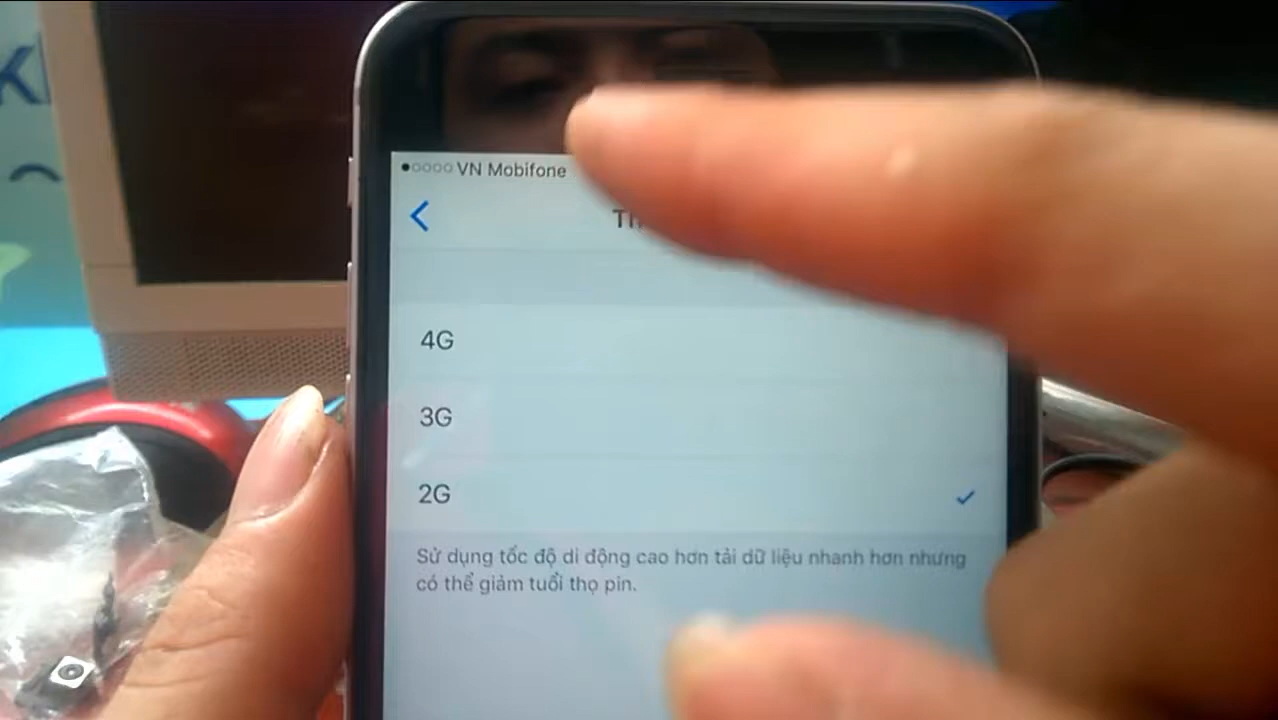 VN Mobifone
4G
3G
2G
Sử dụng tốc độ di động cao hơn tải dữ liệu nhanh hơn nhưng
có thể giảm tuổi thọ pin.